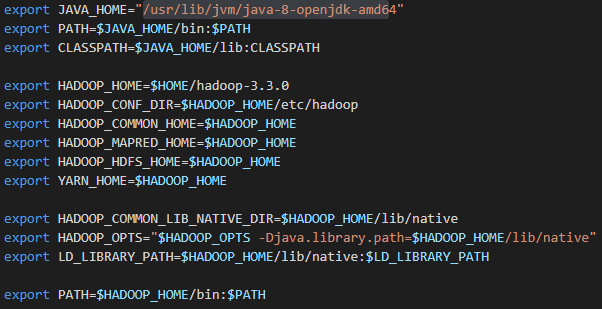 export JAVA_HOME="/usr/lib/jvm/java-8-openjdk-amd64"
export PATH=$JAVA_HOME/bin:$PATH
export CLASSPATH=$JAVA_HOME/lib:CLASSPATH
export HADOOP_HOME=$HOME/hadoop-3.3.0
export HADOOP_CONF_DIR=$HADOOP_HOME/etc/hadoop
export HADOOP_COMMON_HOME=$HADOOP_HOME
export HADOOP_MAPRED_HOME=$HADOOP_HOME
export HADOOP_HDFS_HOME=$HADOOP_HOME
export YARN_HOME=$HADOOP_HOME
export HADOOP_COMMON_LIB_NATIVE_DIR=$HADOOP_HOME/lib/native
export HADOOP_OPTS="$HADOOP_OPTS -Djava.library.path=$HADOOP_HOME/lib/native"
export LD_LIBRARY_PATH=$HADOOP_HOME/lib/native:$LD_LIBRARY_PATH
export PATH=$HADOOP_HOME/bin:$PATH